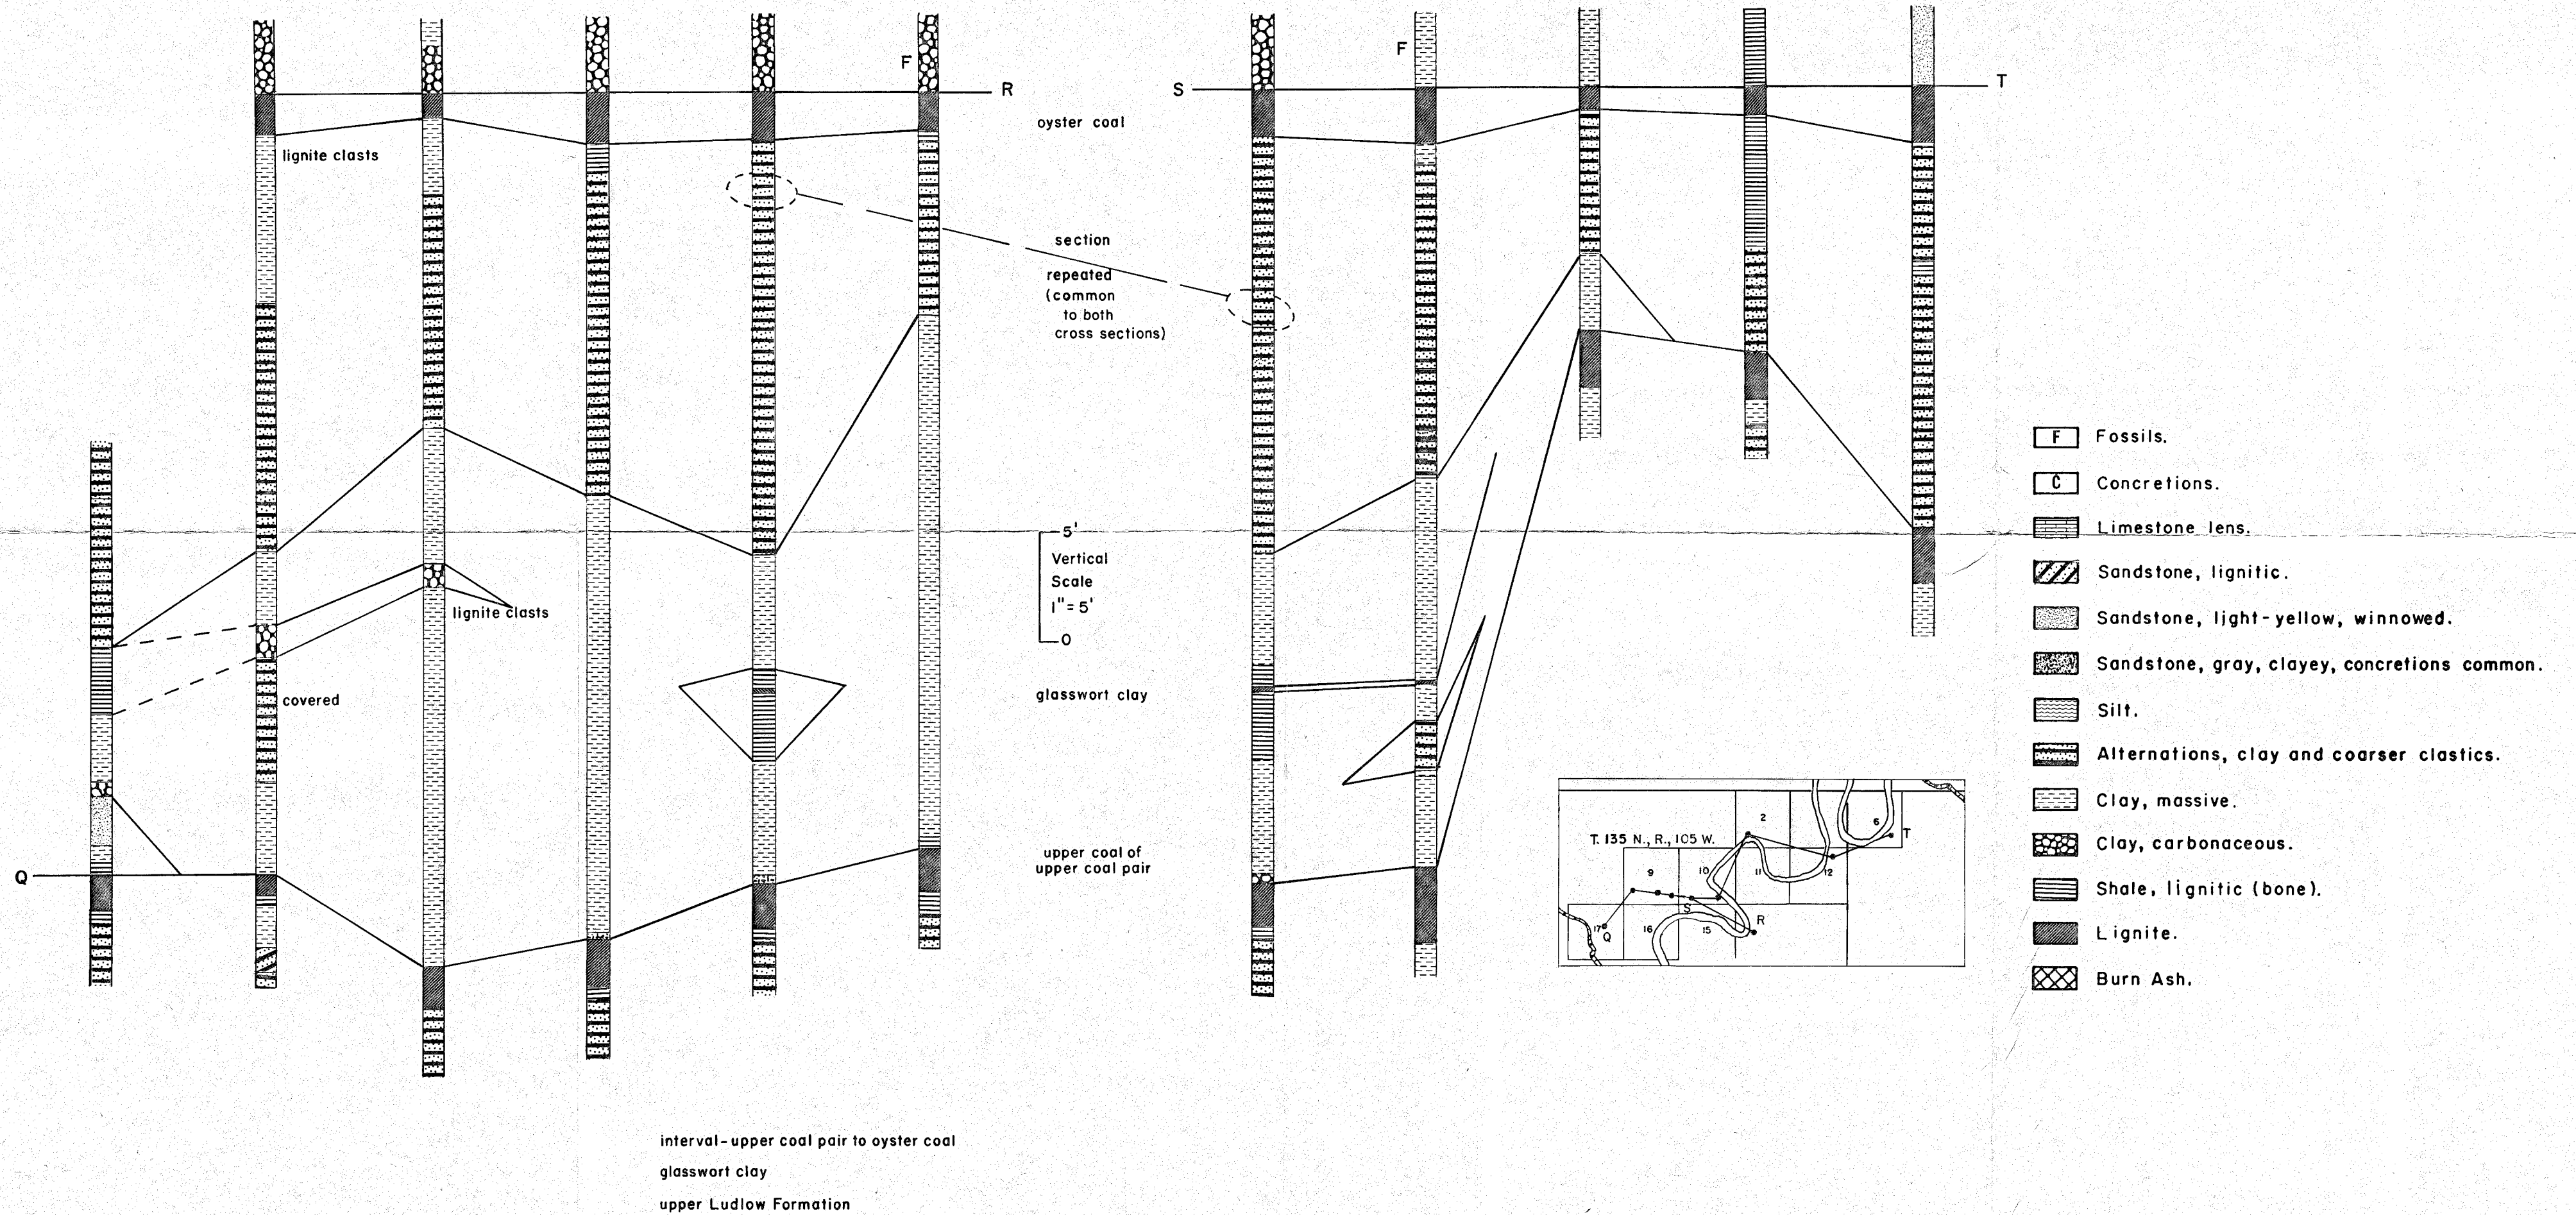 F
R
S
F
T
oyster coal
lignite clasts
section
repeated
(common
to both
cross sections)
5'
Vertical
Scale
1" = 5'
0
lignite clasts
covered
glasswort clay
upper coal of
upper coal pair
Q
F Fossils.
C Concretions.
Limestone lens.
Sandstone, lignitic.
Sandstone, light-yellow, winnowed.
Sandstone, gray, clayey, concretions common.
Silt.
Alternations, clay and coarser clastics.
Clay, massive.
Clay, carbonaceous.
Shale, lignitic (bone).
Lignite.
Burn Ash.
T. 135 N., R., 105 W.
2
6
T
9
10
11
12
S
R
17
Q
16
15
interval-upper coal pair to oyster coal
glasswort clay
upper Ludlow Formation